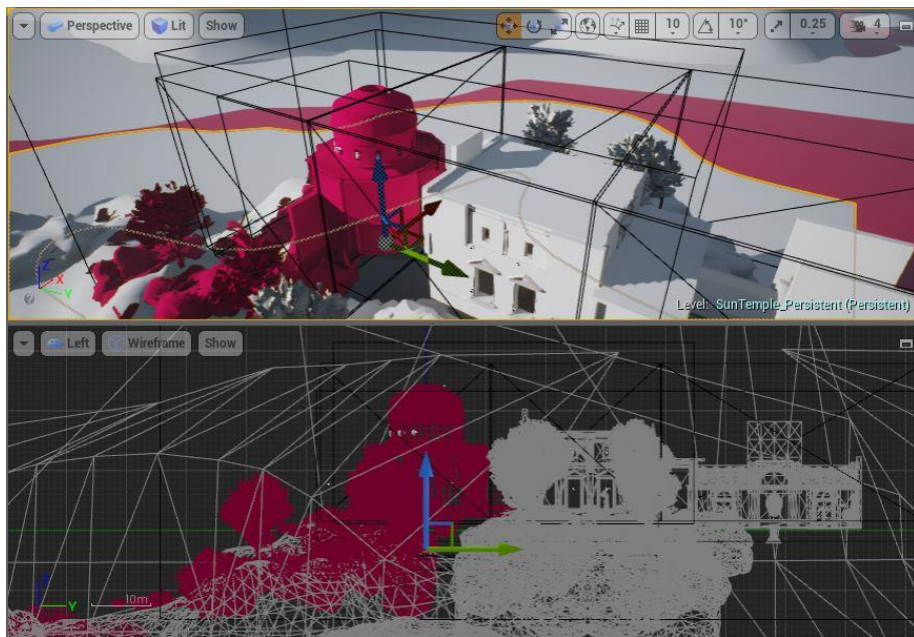 Perspective Lit Show 10 10° 0.25 4
Z
X
Y
Level: SunTemple_Persistent (Persistent)
Left Wireframe Show
Z
Y
10m